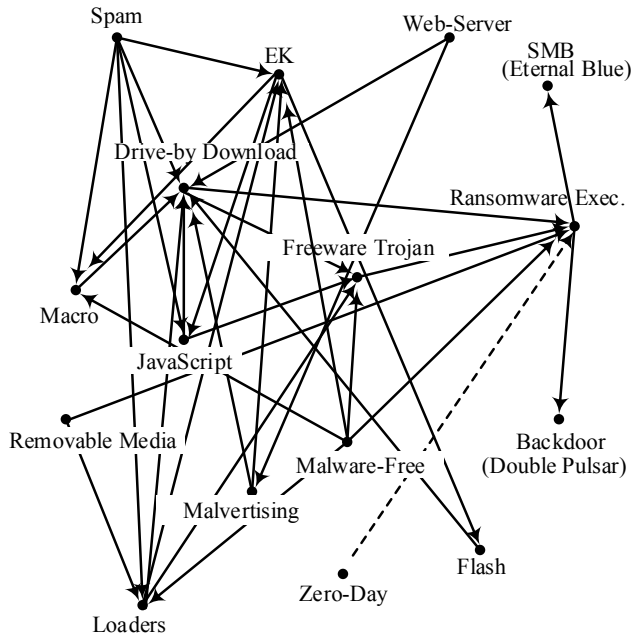 Spam
Web-Server
EK
SMB
(Eternal Blue)
Drive-by Download
Ransomware Exec.
Freeware Trojan
Macro
JavaScript
Removable Media
Malware-Free
Backdoor
(Double Pulsar)
Malvertising
Flash
Zero-Day
Loaders